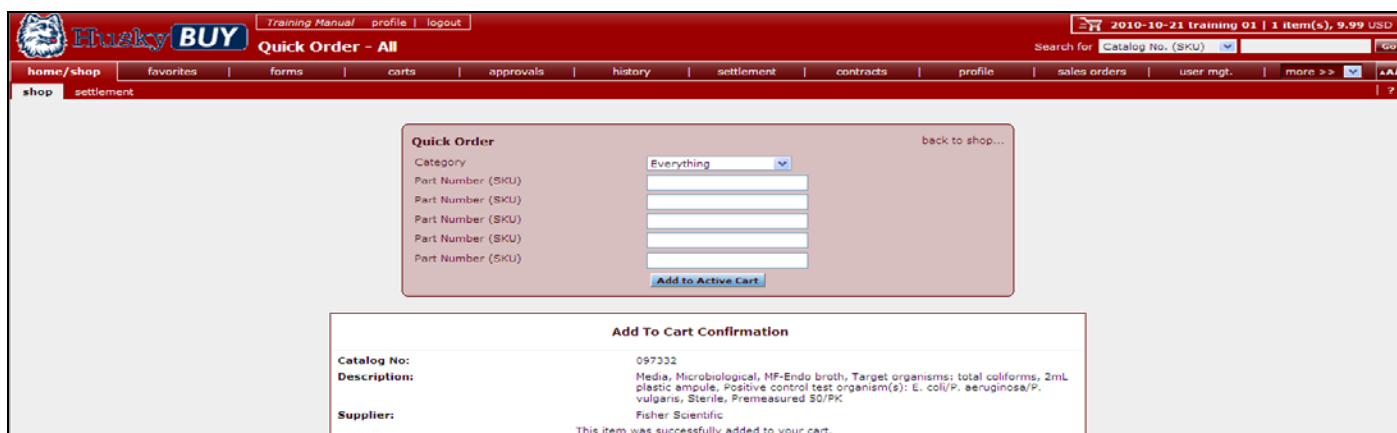 Training Manual profile | logout
Husky BUY
Quick Order - All
2010-10-21 training 01 | 1 item(s), 9.99 USD
Search for Catalog No. (SKU) Go
home/shop favorites | forms | carts | approvals | history | settlement | contracts | profile | sales orders | user mgt. | more >>
shop settlement | ?
Quick Order back to shop...
Category Everything
Part Number (SKU)
Part Number (SKU)
Part Number (SKU)
Part Number (SKU)
Part Number (SKU)
Add to Active Cart
Add To Cart Confirmation
Catalog No: 097332
Description: Media, Microbiological, MF-Endo broth, Target organisms: total coliforms, 2mL
plastic ampule, Positive control test organism(s): E. coli/P. aeruginosa/P.
vulgaris, Sterile, Premeasured 50/PK
Supplier: Fisher Scientific
This item was successfully added to your cart.